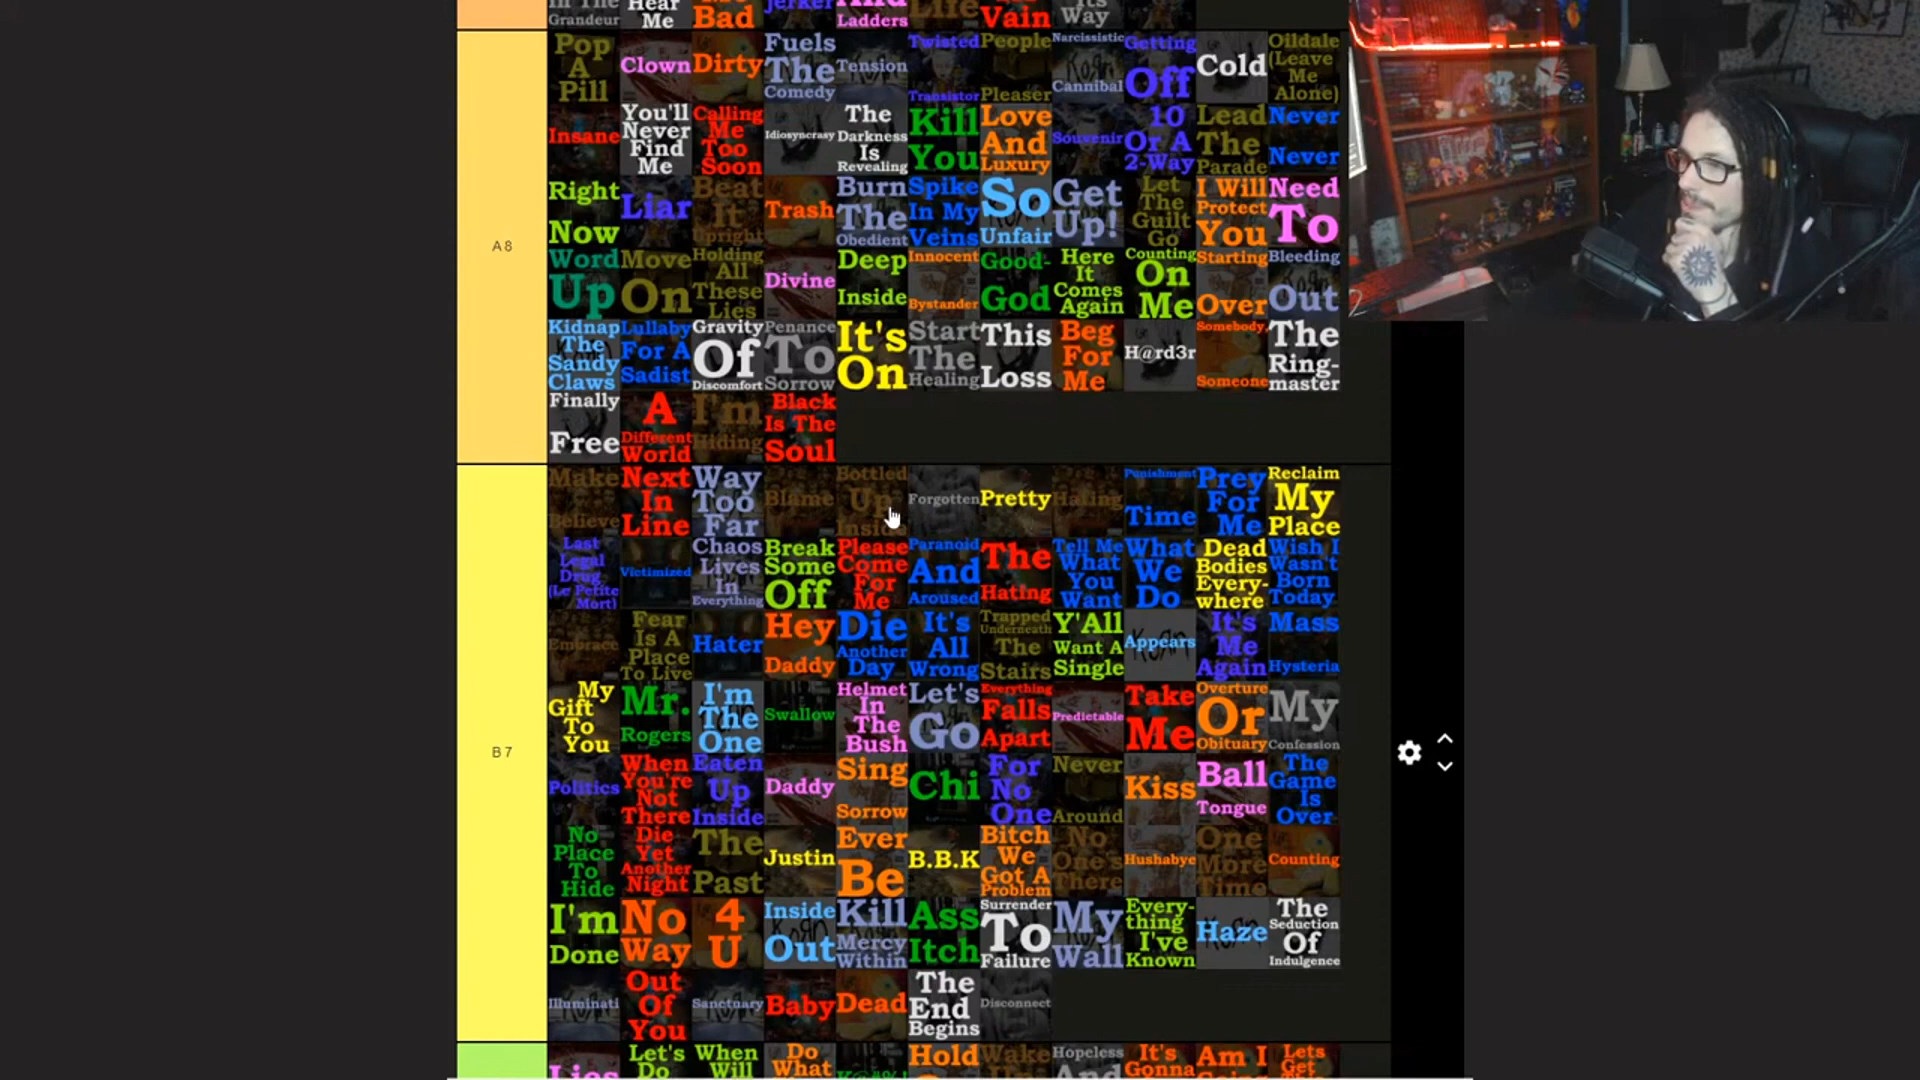 In The Grandeur
Hear Me
Bad
Jerker
And Ladders
Life
Vain
Its Way
A 8
Pop A Pill
Clown
Dirty
Fuels The Comedy
Tension
Twisted Transistor
People Pleaser
Narcissistic Cannibal
Getting Off
Cold
Oildale (Leave Me Alone)
Insane
You'll Never Find Me
Calling Me Too Soon
Idiosyncrasy
The Darkness Is Revealing
Kill You
Love And Luxury
Souvenir
10 Or A 2-Way
Lead The Parade
Never Never
Right Now
Liar
Beat It Upright
Trash
Burn The Obedient
Spike In My Veins
So Unfair
Get Up!
Let The Guilt Go
I Will Protect You
Need To
Word Up
Move On
Holding All These Lies
Divine
Deep Inside
Innocent Bystander
Good-God
Here It Comes Again
Counting On Me
Starting Over
Bleeding Out
Kidnap The Sandy Claws
Lullaby For A Sadist
Gravity Of Discomfort
Penance To Sorrow
It's On
Start The Healing
This Loss
Beg For Me
H@rd3r
Somebody, Someone
The Ring-master
Finally Free
A Different World
I'm Hiding
Black Is The Soul
B 7
Make Believe
Next In Line
Way Too Far
Blame
Bottled Up Inside
Forgotten
Pretty
Hating
Punishment Time
Prey For Me
Reclaim My Place
Last Legal Drug (Le Petite Mort)
Victimized
Chaos Lives In Everything
Break Some Off
Please Come For Me
Paranoid And Aroused
The Hating
Tell Me What You Want
What We Do
Dead Bodies Every-where
Wish I Wasn't Born Today
Embrace
Fear Is A Place To Live
Hater
Hey Daddy
Die Another Day
It's All Wrong
Trapped Underneath The Stairs
Y'All Want A Single
Appears
It's Me Again
Mass Hysteria
My Gift To You
Mr. Rogers
I'm The One
Swallow
Helmet In The Bush
Let's Go
Everything Falls Apart
Predictable
Take Me
Overture Or Obituary
My Confession
Politics
When You're Not There
Eaten Up Inside
Daddy
Sing Sorrow
Chi
For No One
Never Around
Kiss
Ball Tongue
The Game Is Over
No Place To Hide
Die Yet Another Night
The Past
Justin
Ever Be
B.B.K
Bitch We Got A Problem
No One's There
Hushabye
One More Time
Counting
I'm Done
No Way
4 U
Inside Out
Kill Mercy Within
Ass Itch
Surrender To Failure
My Wall
Every-thing I've Known
Haze
The Seduction Of Indulgence
Illuminati
Out Of You
Sanctuary
Baby
Dead
The End Begins
Disconnect
Lies
Let's Do
When Will
Do What
K@#%!
Hold
Wake
Hopeless And
It's Gonna
Am I
Lets Get